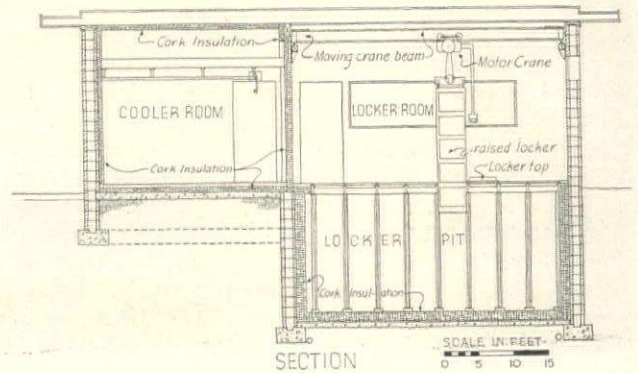 Cork Insulation
Moving crane beam
Motor Crane
COOLER ROOM
LOCKER ROOM
raised locker
Cork Insulation
Locker top
LOCKER PIT
Cork Insulation
SECTION
SCALE IN FEET
0 5 10 15